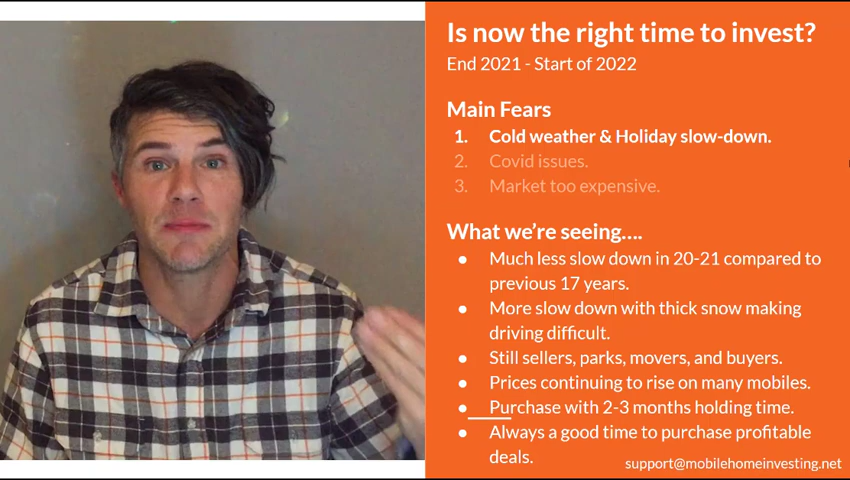 Is now the right time to invest?
End 2021 - Start of 2022
Main Fears
1. Cold weather & Holiday slow-down.
2. Covid issues.
3. Market too expensive.
What we're seeing....
● Much less slow down in 20-21 compared to
previous 17 years.
● More slow down with thick snow making
driving difficult.
● Still sellers, parks, movers, and buyers.
● Prices continuing to rise on many mobiles.
● Purchase with 2-3 months holding time.
● Always a good time to purchase profitable
deals.
support@mobilehomeinvesting.net